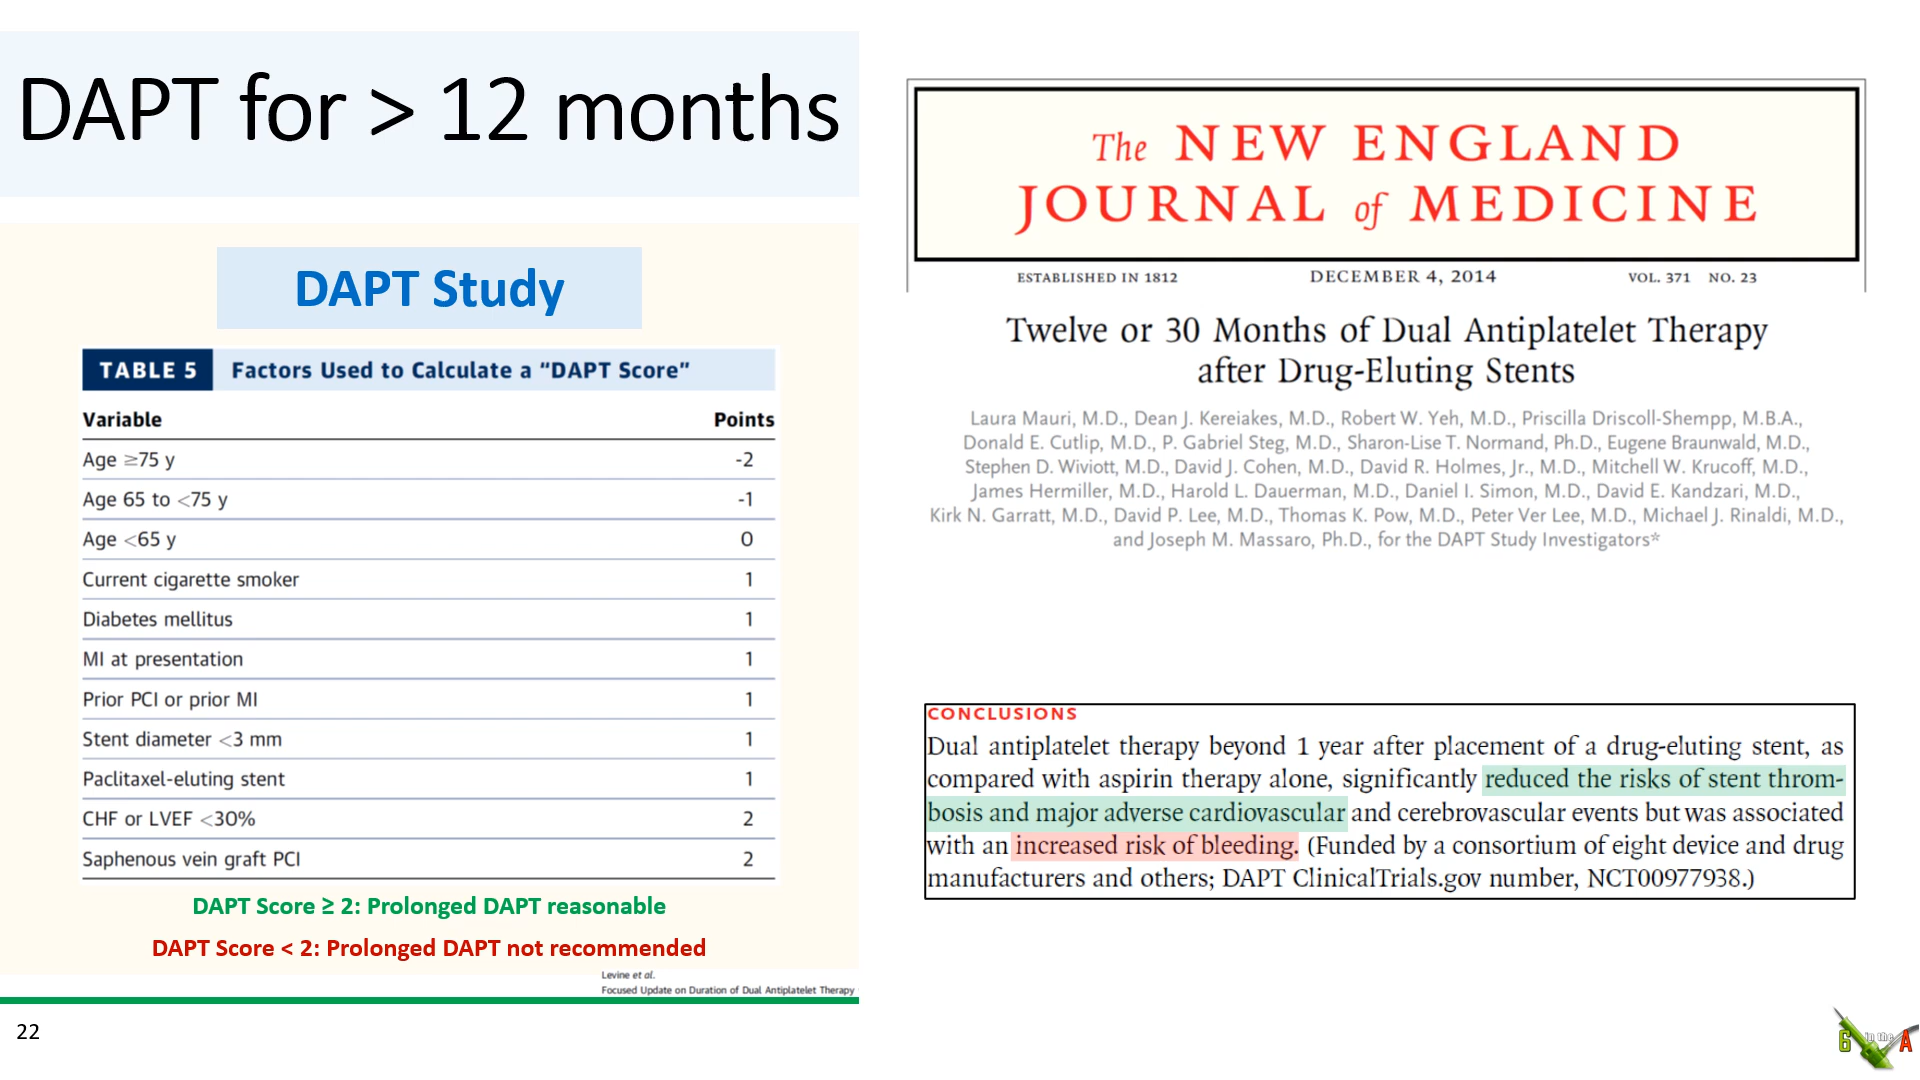 DAPT for > 12 months
DAPT Study
TABLE 5 Factors Used to Calculate a “DAPT Score”
Variable Points
Age ≥75 y -2
Age 65 to <75 y -1
Age <65 y 0
Current cigarette smoker 1
Diabetes mellitus 1
MI at presentation 1
Prior PCI or prior MI 1
Stent diameter <3 mm 1
Paclitaxel-eluting stent 1
CHF or LVEF <30% 2
Saphenous vein graft PCI 2
DAPT Score ≥ 2: Prolonged DAPT reasonable
DAPT Score < 2: Prolonged DAPT not recommended
Levine et al.
Focused Update on Duration of Dual Antiplatelet Therapy
22
The NEW ENGLAND
JOURNAL of MEDICINE
ESTABLISHED IN 1812 DECEMBER 4, 2014 VOL. 371 NO. 23
Twelve or 30 Months of Dual Antiplatelet Therapy
after Drug-Eluting Stents
Laura Mauri, M.D., Dean J. Kereiakes, M.D., Robert W. Yeh, M.D., Priscilla Driscoll-Shempp, M.B.A.,
Donald E. Cutlip, M.D., P. Gabriel Steg, M.D., Sharon-Lise T. Normand, Ph.D., Eugene Braunwald, M.D.,
Stephen D. Wiviott, M.D., David J. Cohen, M.D., David R. Holmes, Jr., M.D., Mitchell W. Krucoff, M.D.,
James Hermiller, M.D., Harold L. Dauerman, M.D., Daniel I. Simon, M.D., David E. Kandzari, M.D.,
Kirk N. Garratt, M.D., David P. Lee, M.D., Thomas K. Pow, M.D., Peter Ver Lee, M.D., Michael J. Rinaldi, M.D.,
and Joseph M. Massaro, Ph.D., for the DAPT Study Investigators*
CONCLUSIONS
Dual antiplatelet therapy beyond 1 year after placement of a drug-eluting stent, as
compared with aspirin therapy alone, significantly reduced the risks of stent throm-
bosis and major adverse cardiovascular and cerebrovascular events but was associated
with an increased risk of bleeding. (Funded by a consortium of eight device and drug
manufacturers and others; DAPT ClinicalTrials.gov number, NCT00977938.)
6 in the A